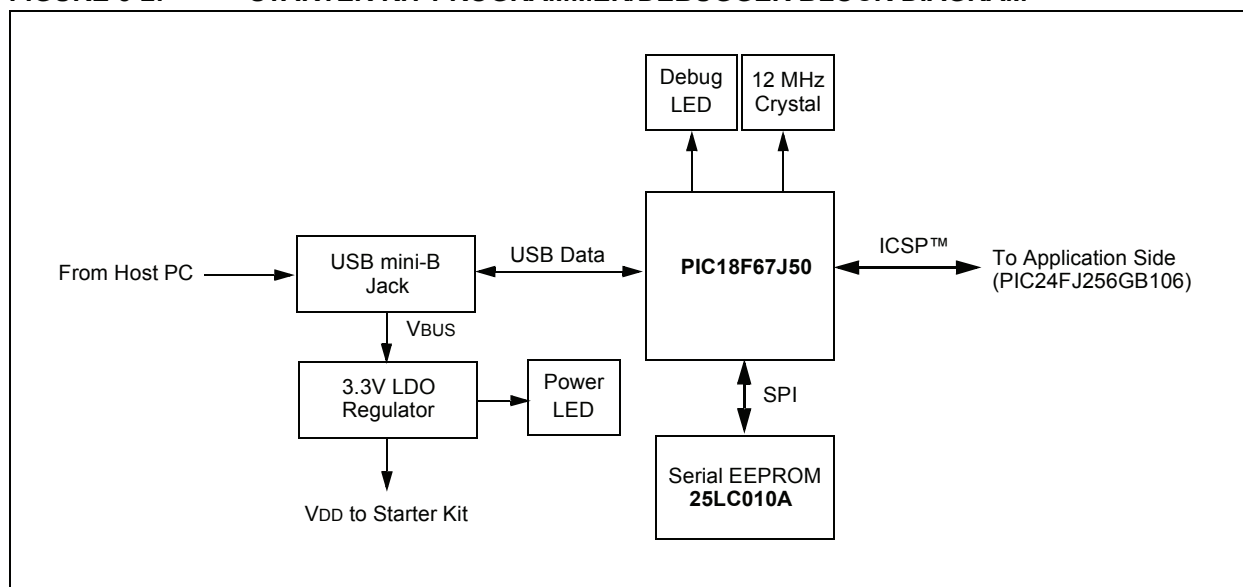 Debug
LED
12 MHz
Crystal
From Host PC
USB mini-B
Jack
USB Data
PIC18F67J50
ICSP™
To Application Side
(PIC24FJ256GB106)
VBUS
3.3V LDO
Regulator
Power
LED
SPI
Serial EEPROM
25LC010A
VDD to Starter Kit